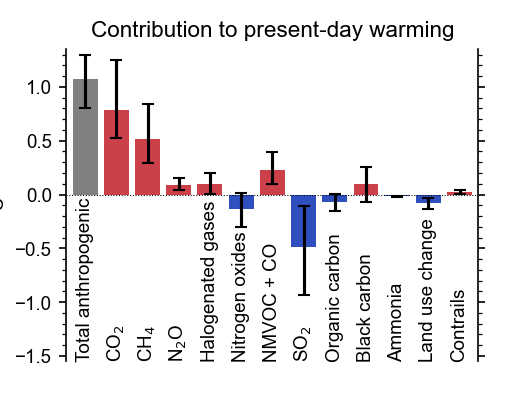 Contribution to present-day warming
1.0
0.5
0.0
−0.5
−1.0
−1.5
Total anthropogenic
CO₂
CH₄
N₂O
Halogenated gases
Nitrogen oxides
NMVOC + CO
SO₂
Organic carbon
Black carbon
Ammonia
Land use change
Contrails